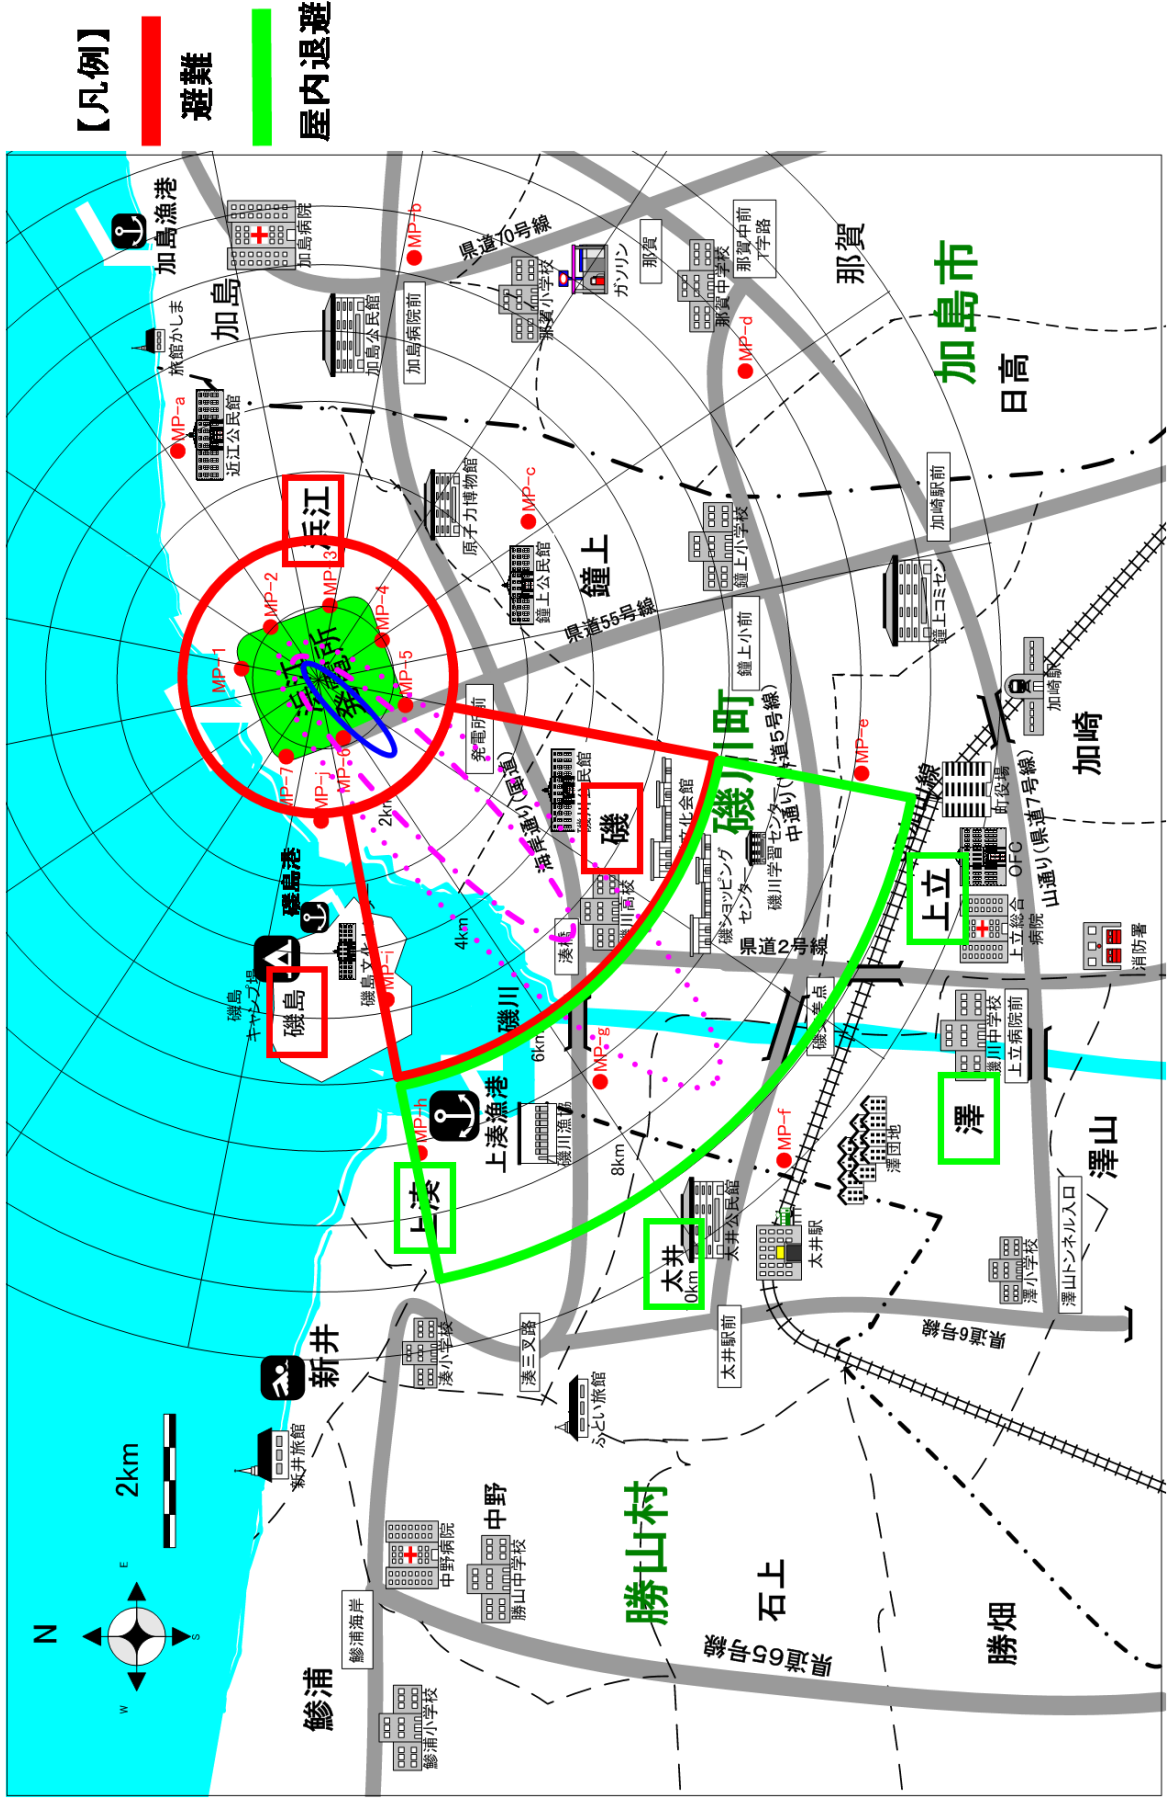 【凡例】
避難
屋内退避
N
E
S
W
2km
加島漁港
加島病院
加島
旅館かしま
MP-a
近江公民館
加島公民館
加島病院前
MP-b
県道70号線
那賀小学校
ガソリン
那賀
那賀中学校
那賀中前
T字路
那賀
MP-d
加島市
日高
浜江
原子力博物館
MP-c
鐘上公民館
鐘上
鐘上小学校
鐘上小前
加崎駅前
鐘上コミセン
加崎駅
加崎
県道55号線
浜江
発電所
MP-1
MP-2
MP-3
MP-4
MP-5
MP-6
MP-7
MP-j
発電所前
海岸通り(国道)
磯川公民館
磯
文化会館
磯川町
磯川高校
磯ショッピング
センター
磯川学習センター
MP-e
町役場
OFC
山通り(県道7号線)
上立
上立総合
病院
消防署
県道2号線
湊橋
2km
4km
6km
8km
0km
磯島港
磯島
キャンプ場
磯島
MP-i
磯川
MP-g
MP-h
上湊漁港
磯川漁協
上湊
磯川中学校
上立病院前
澤
澤山
MP-f
澤団地
太井
太井公民館
太井駅
太井駅前
澤小学校
澤山トンネル入口
県道6号線
新井
新井旅館
湊小学校
湊三叉路
ふとい旅館
中野病院
中野
勝山中学校
勝山村
石上
勝畑
県道65号線
鯵浦海岸
鯵浦
鯵浦小学校